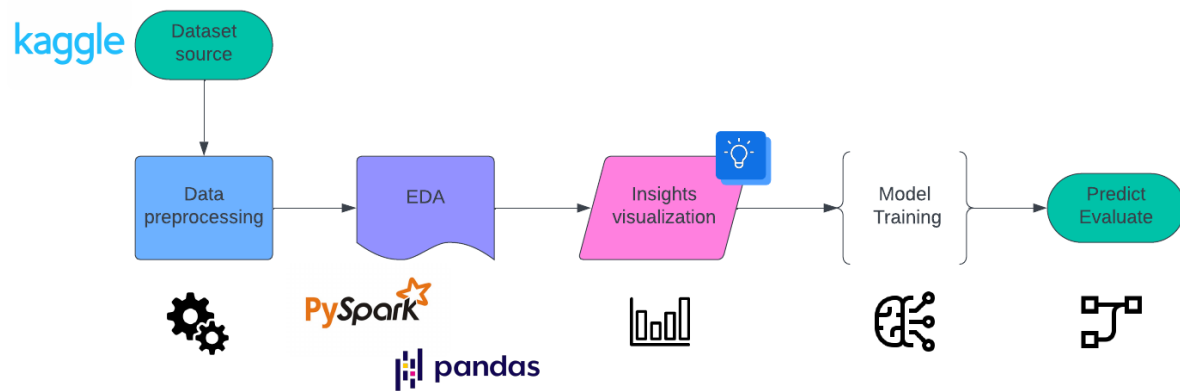 kaggle
Dataset
source
Data
preprocessing
EDA
Insights
visualization
Model
Training
Predict
Evaluate
PySpark
pandas